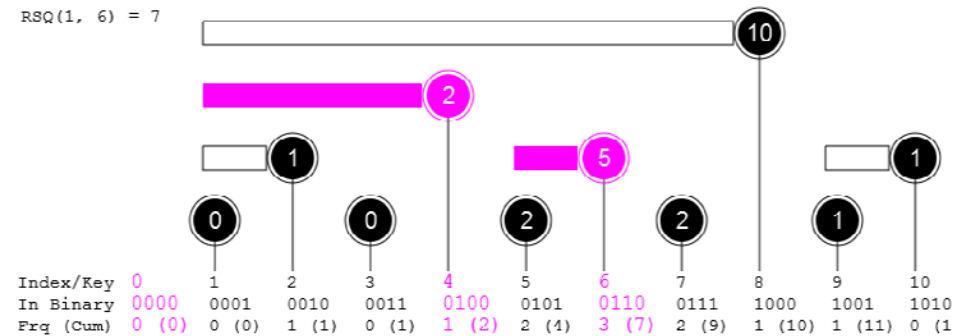 RSQ(1, 6) = 7
10
2
1 5 1
0 0 2 2 1
Index/Key 0 1 2 3 4 5 6 7 8 9 10
In Binary 0000 0001 0010 0011 0100 0101 0110 0111 1000 1001 1010
Frq (Cum) 0 (0) 0 (0) 1 (1) 0 (1) 1 (2) 2 (4) 3 (7) 2 (9) 1 (10) 1 (11) 0 (1